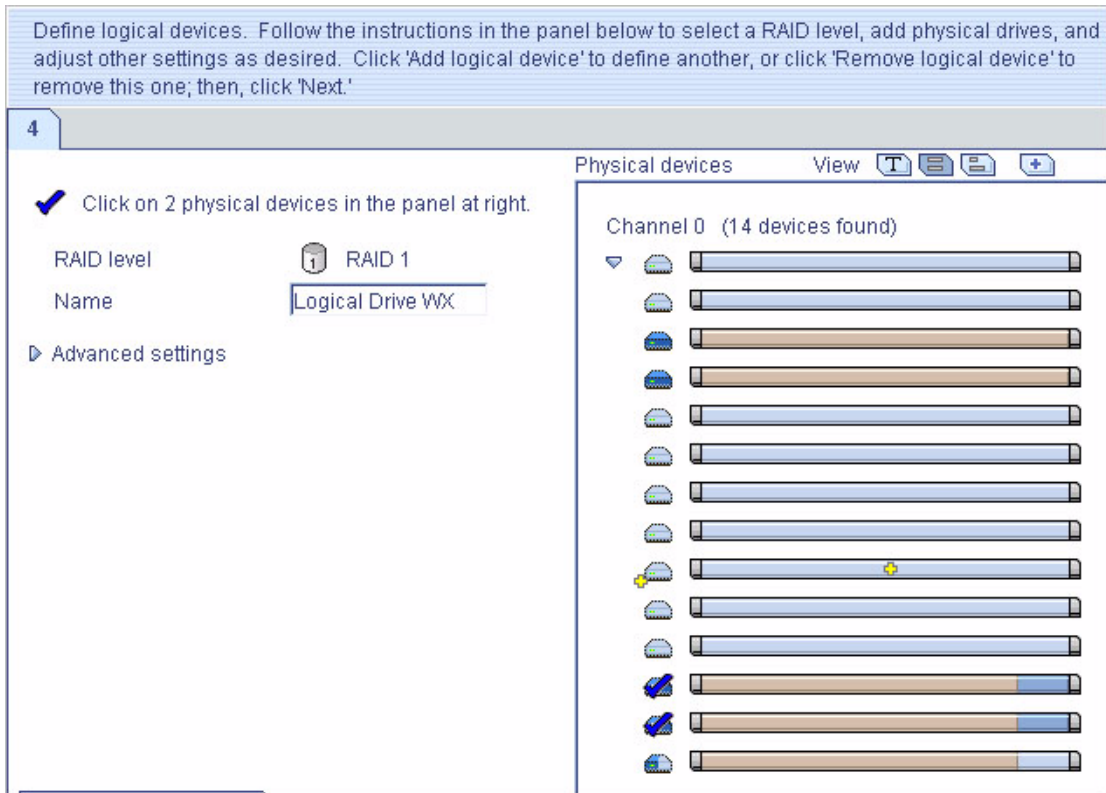 Define logical devices.  Follow the instructions in the panel below to select a RAID level, add physical drives, and
adjust other settings as desired.  Click 'Add logical device' to define another, or click 'Remove logical device' to
remove this one; then, click 'Next.'
4
Physical devices View T
Click on 2 physical devices in the panel at right.
Channel 0 (14 devices found)
RAID level 1 RAID 1
Name Logical Drive WX
Advanced settings